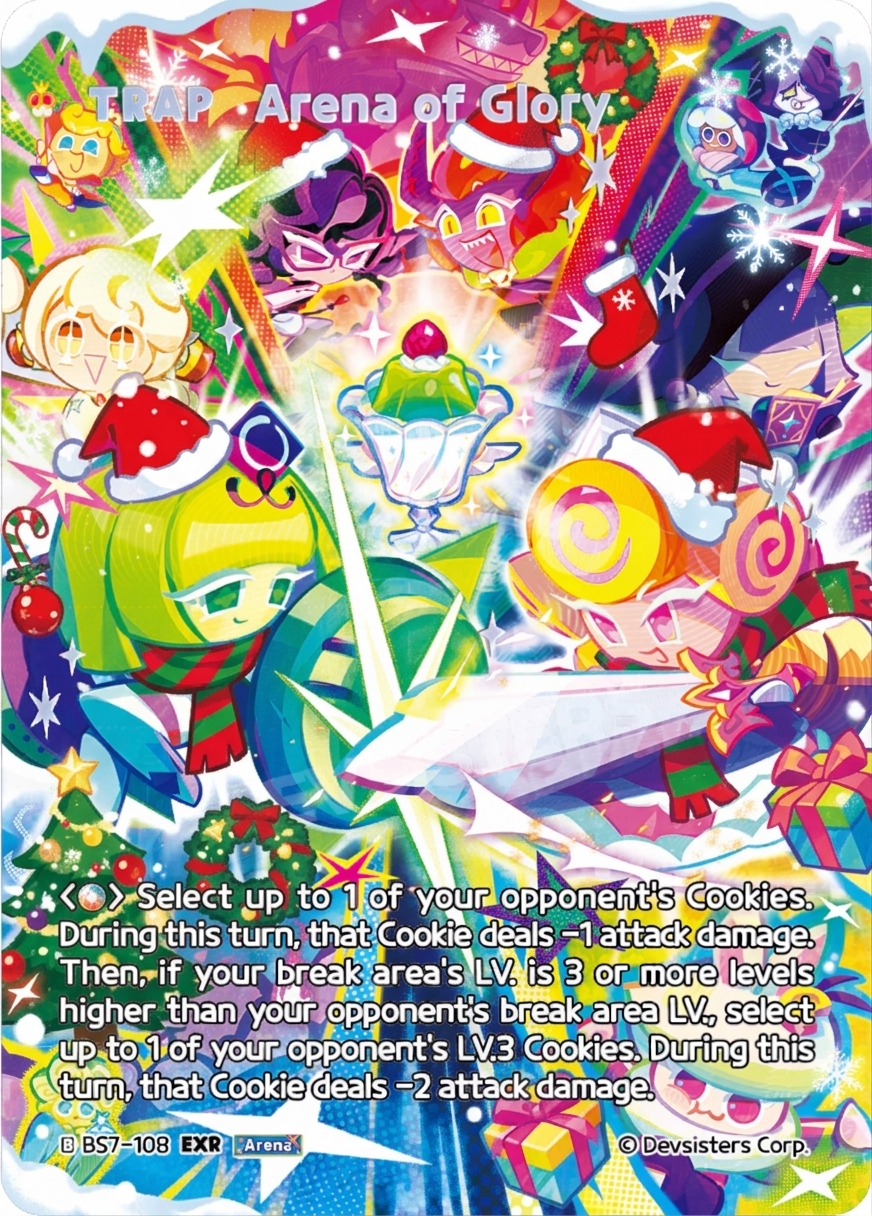 TRAP Arena of Glory
< > Select up to 1 of your opponent's Cookies.
During this turn, that Cookie deals -1 attack damage.
Then, if your break area's LV. is 3 or more levels
higher than your opponent's break area LV., select
up to 1 of your opponent's LV.3 Cookies. During this
turn, that Cookie deals -2 attack damage.
B BS7-108 EXR Arena © Devsisters Corp.